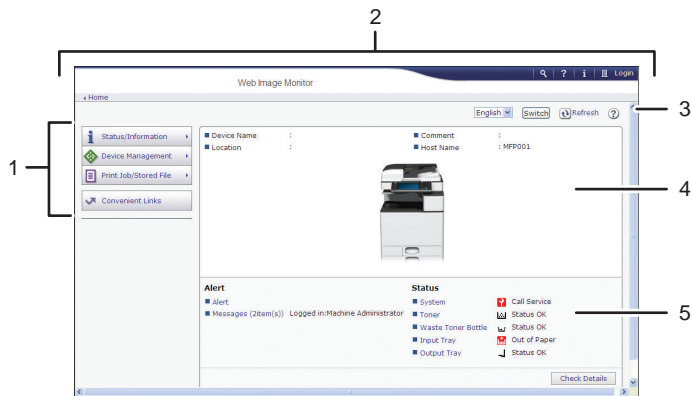 2
Web Image Monitor
? i Login
Home
English Switch Refresh ?
3
1
Status/Information
Device Management
Print Job/Stored File
Convenient Links
Device Name :
Location :
Comment :
Host Name : MFP001
4
Alert
Alert
Messages (2item(s)) Logged in:Machine Administrator
Status
System Call Service
Toner Status OK
Waste Toner Bottle Status OK
Input Tray Out of Paper
Output Tray Status OK
5
Check Details